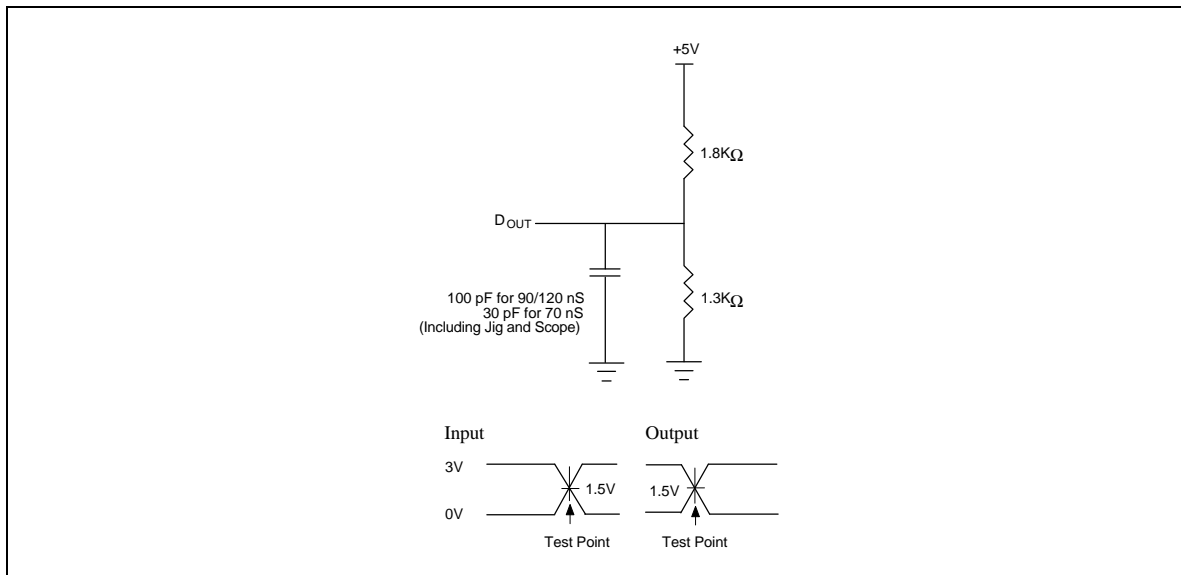 +5V
1.8KΩ
DOUT
1.3KΩ
100 pF for 90/120 nS
30 pF for 70 nS
(Including Jig and Scope)
Input
Output
3V
1.5V
1.5V
0V
Test Point
Test Point